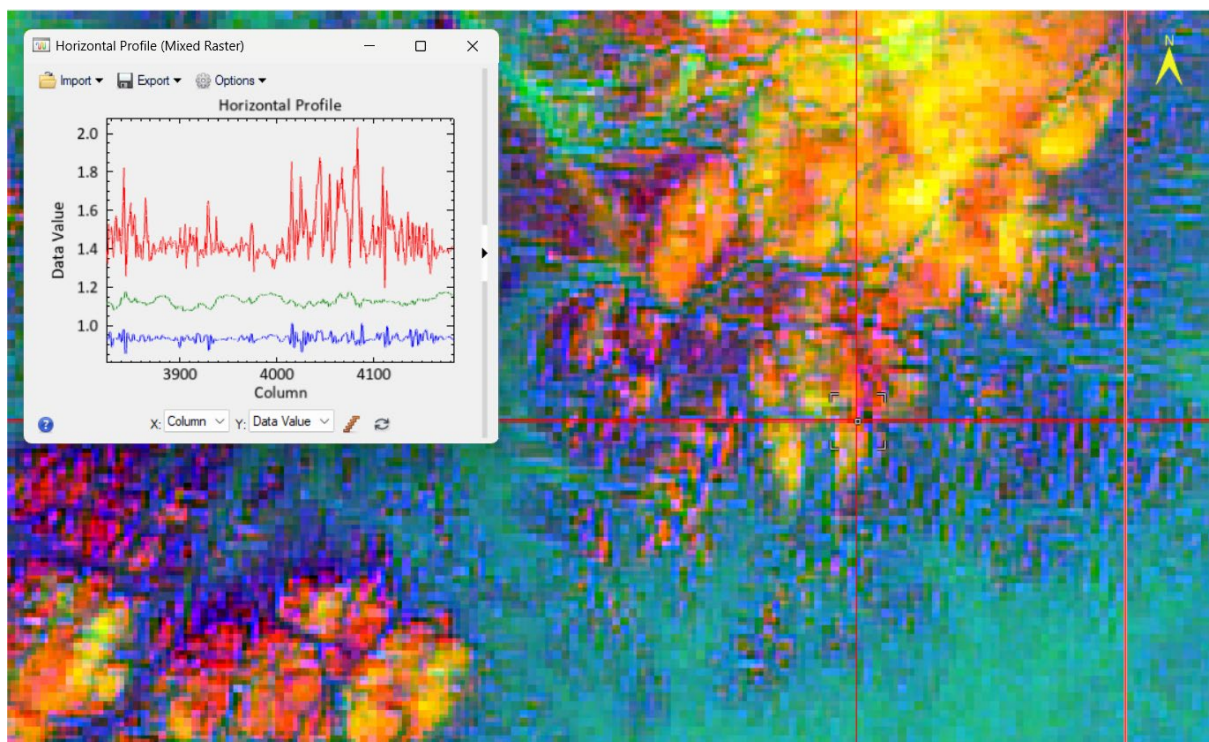 Horizontal Profile (Mixed Raster)
Import Export Options
Horizontal Profile
2.0
1.8
1.6
1.4
1.2
1.0
Data Value
3900 4000 4100
Column
? X: Column Y: Data Value
N